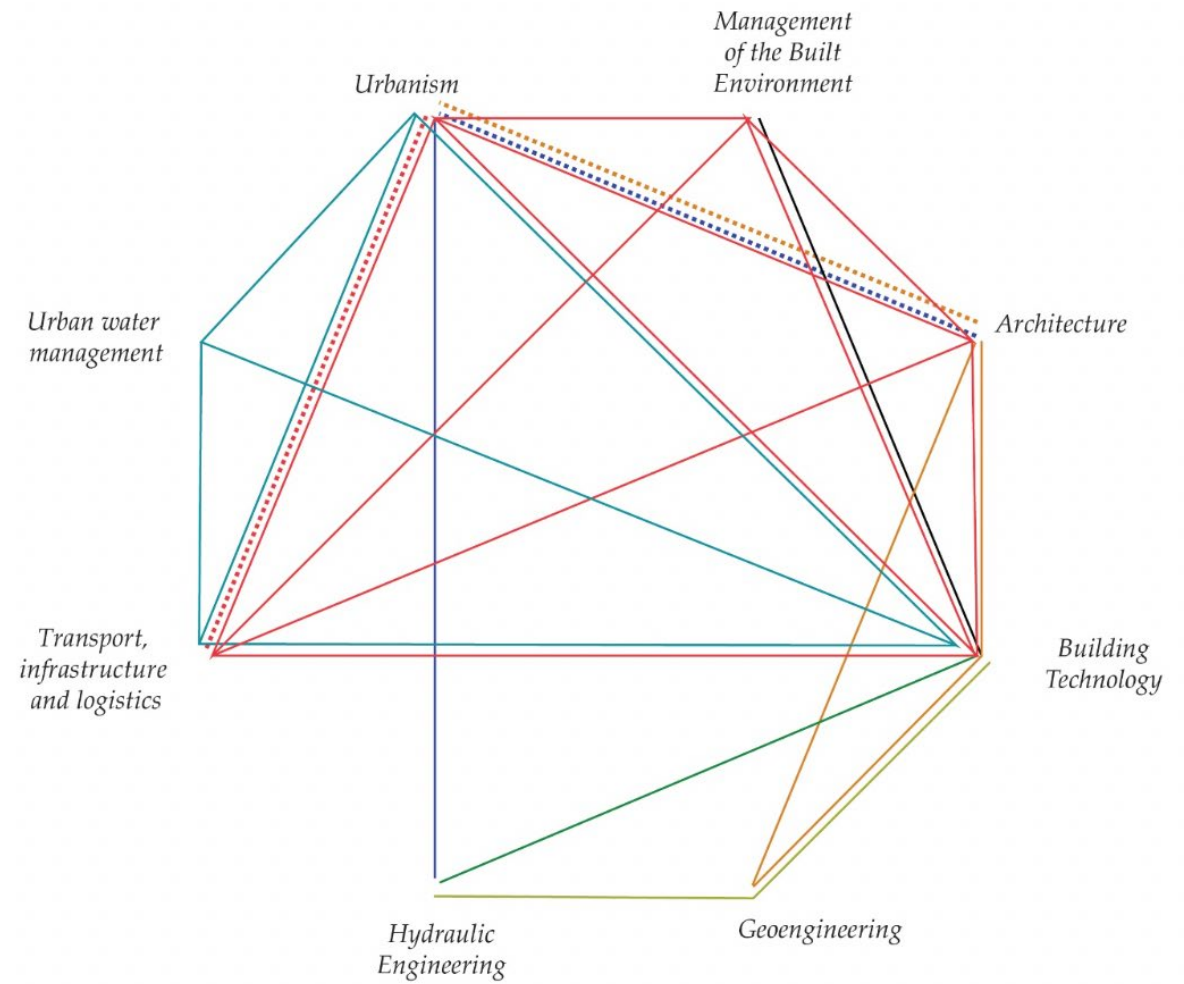 Management
of the Built
Environment
Urbanism
Architecture
Urban water
management
Transport,
infrastructure
and logistics
Building
Technology
Hydraulic
Engineering
Geoengineering